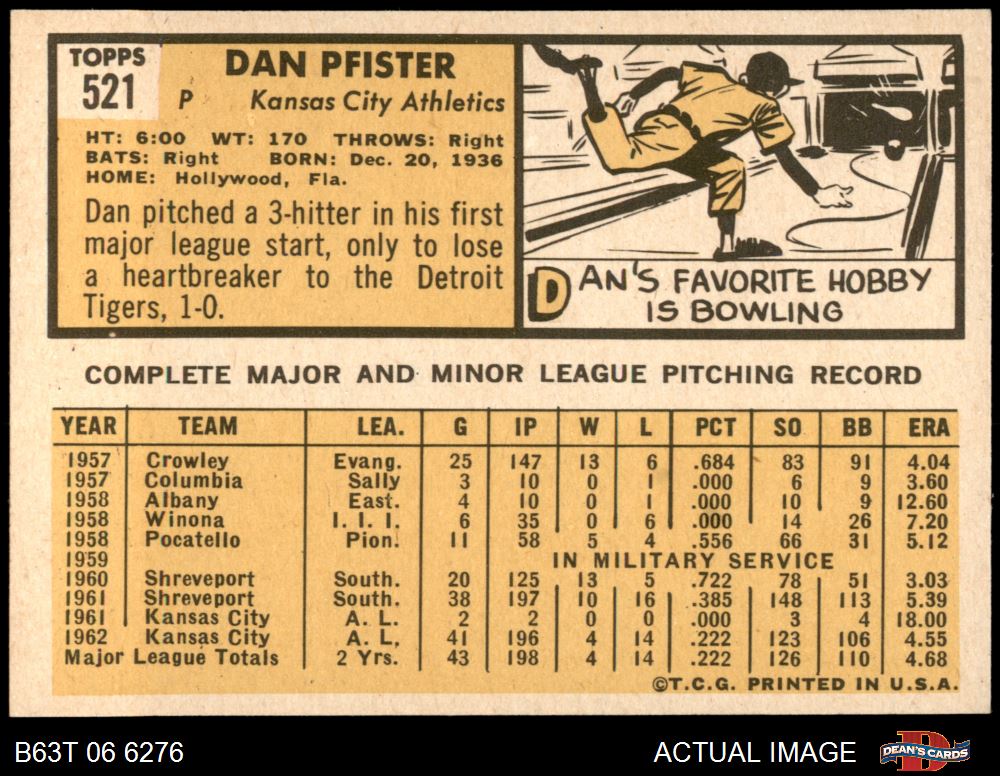 TOPPS
521
DAN PFISTER
P Kansas City Athletics
HT: 6:00 WT: 170 THROWS: Right
BATS: Right BORN: Dec. 20, 1936
HOME: Hollywood, Fla.
Dan pitched a 3-hitter in his first
major league start, only to lose
a heartbreaker to the Detroit
Tigers, 1-0.
DAN'S FAVORITE HOBBY
IS BOWLING
COMPLETE MAJOR AND MINOR LEAGUE PITCHING RECORD
YEAR TEAM LEA. G IP W L PCT SO BB ERA
1957 Crowley Evang. 25 147 13 6 .684 83 91 4.04
1957 Columbia Sally 3 10 0 1 .000 6 9 3.60
1958 Albany East. 4 10 0 1 .000 10 9 12.60
1958 Winona I. I. I. 6 35 0 6 .000 14 26 7.20
1958 Pocatello Pion. 11 58 5 4 .556 66 31 5.12
1959 IN MILITARY SERVICE
1960 Shreveport South. 20 125 13 5 .722 78 51 3.03
1961 Shreveport South. 38 197 10 16 .385 148 113 5.39
1961 Kansas City A. L. 2 2 0 0 .000 3 4 18.00
1962 Kansas City A. L. 41 196 4 14 .222 123 106 4.55
Major League Totals 2 Yrs. 43 198 4 14 .222 126 110 4.68
©T.C.G. PRINTED IN U.S.A.
B63T 06 6276
ACTUAL IMAGE
D
DEAN'S CARDS